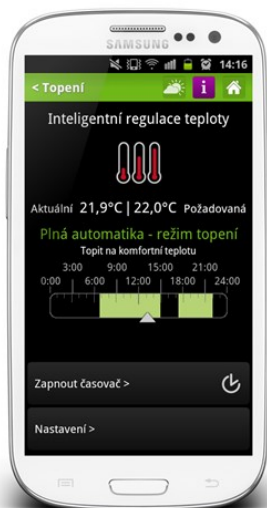 SAMSUNG
14:16
< Topení
i
Inteligentní regulace teploty
Aktuální 21,9°C | 22,0°C Požadovaná
Plná automatika - režim topení
Topit na komfortní teplotu
3:00 9:00 15:00 21:00
0:00 6:00 12:00 18:00 24:00
Zapnout časovač >
Nastavení >